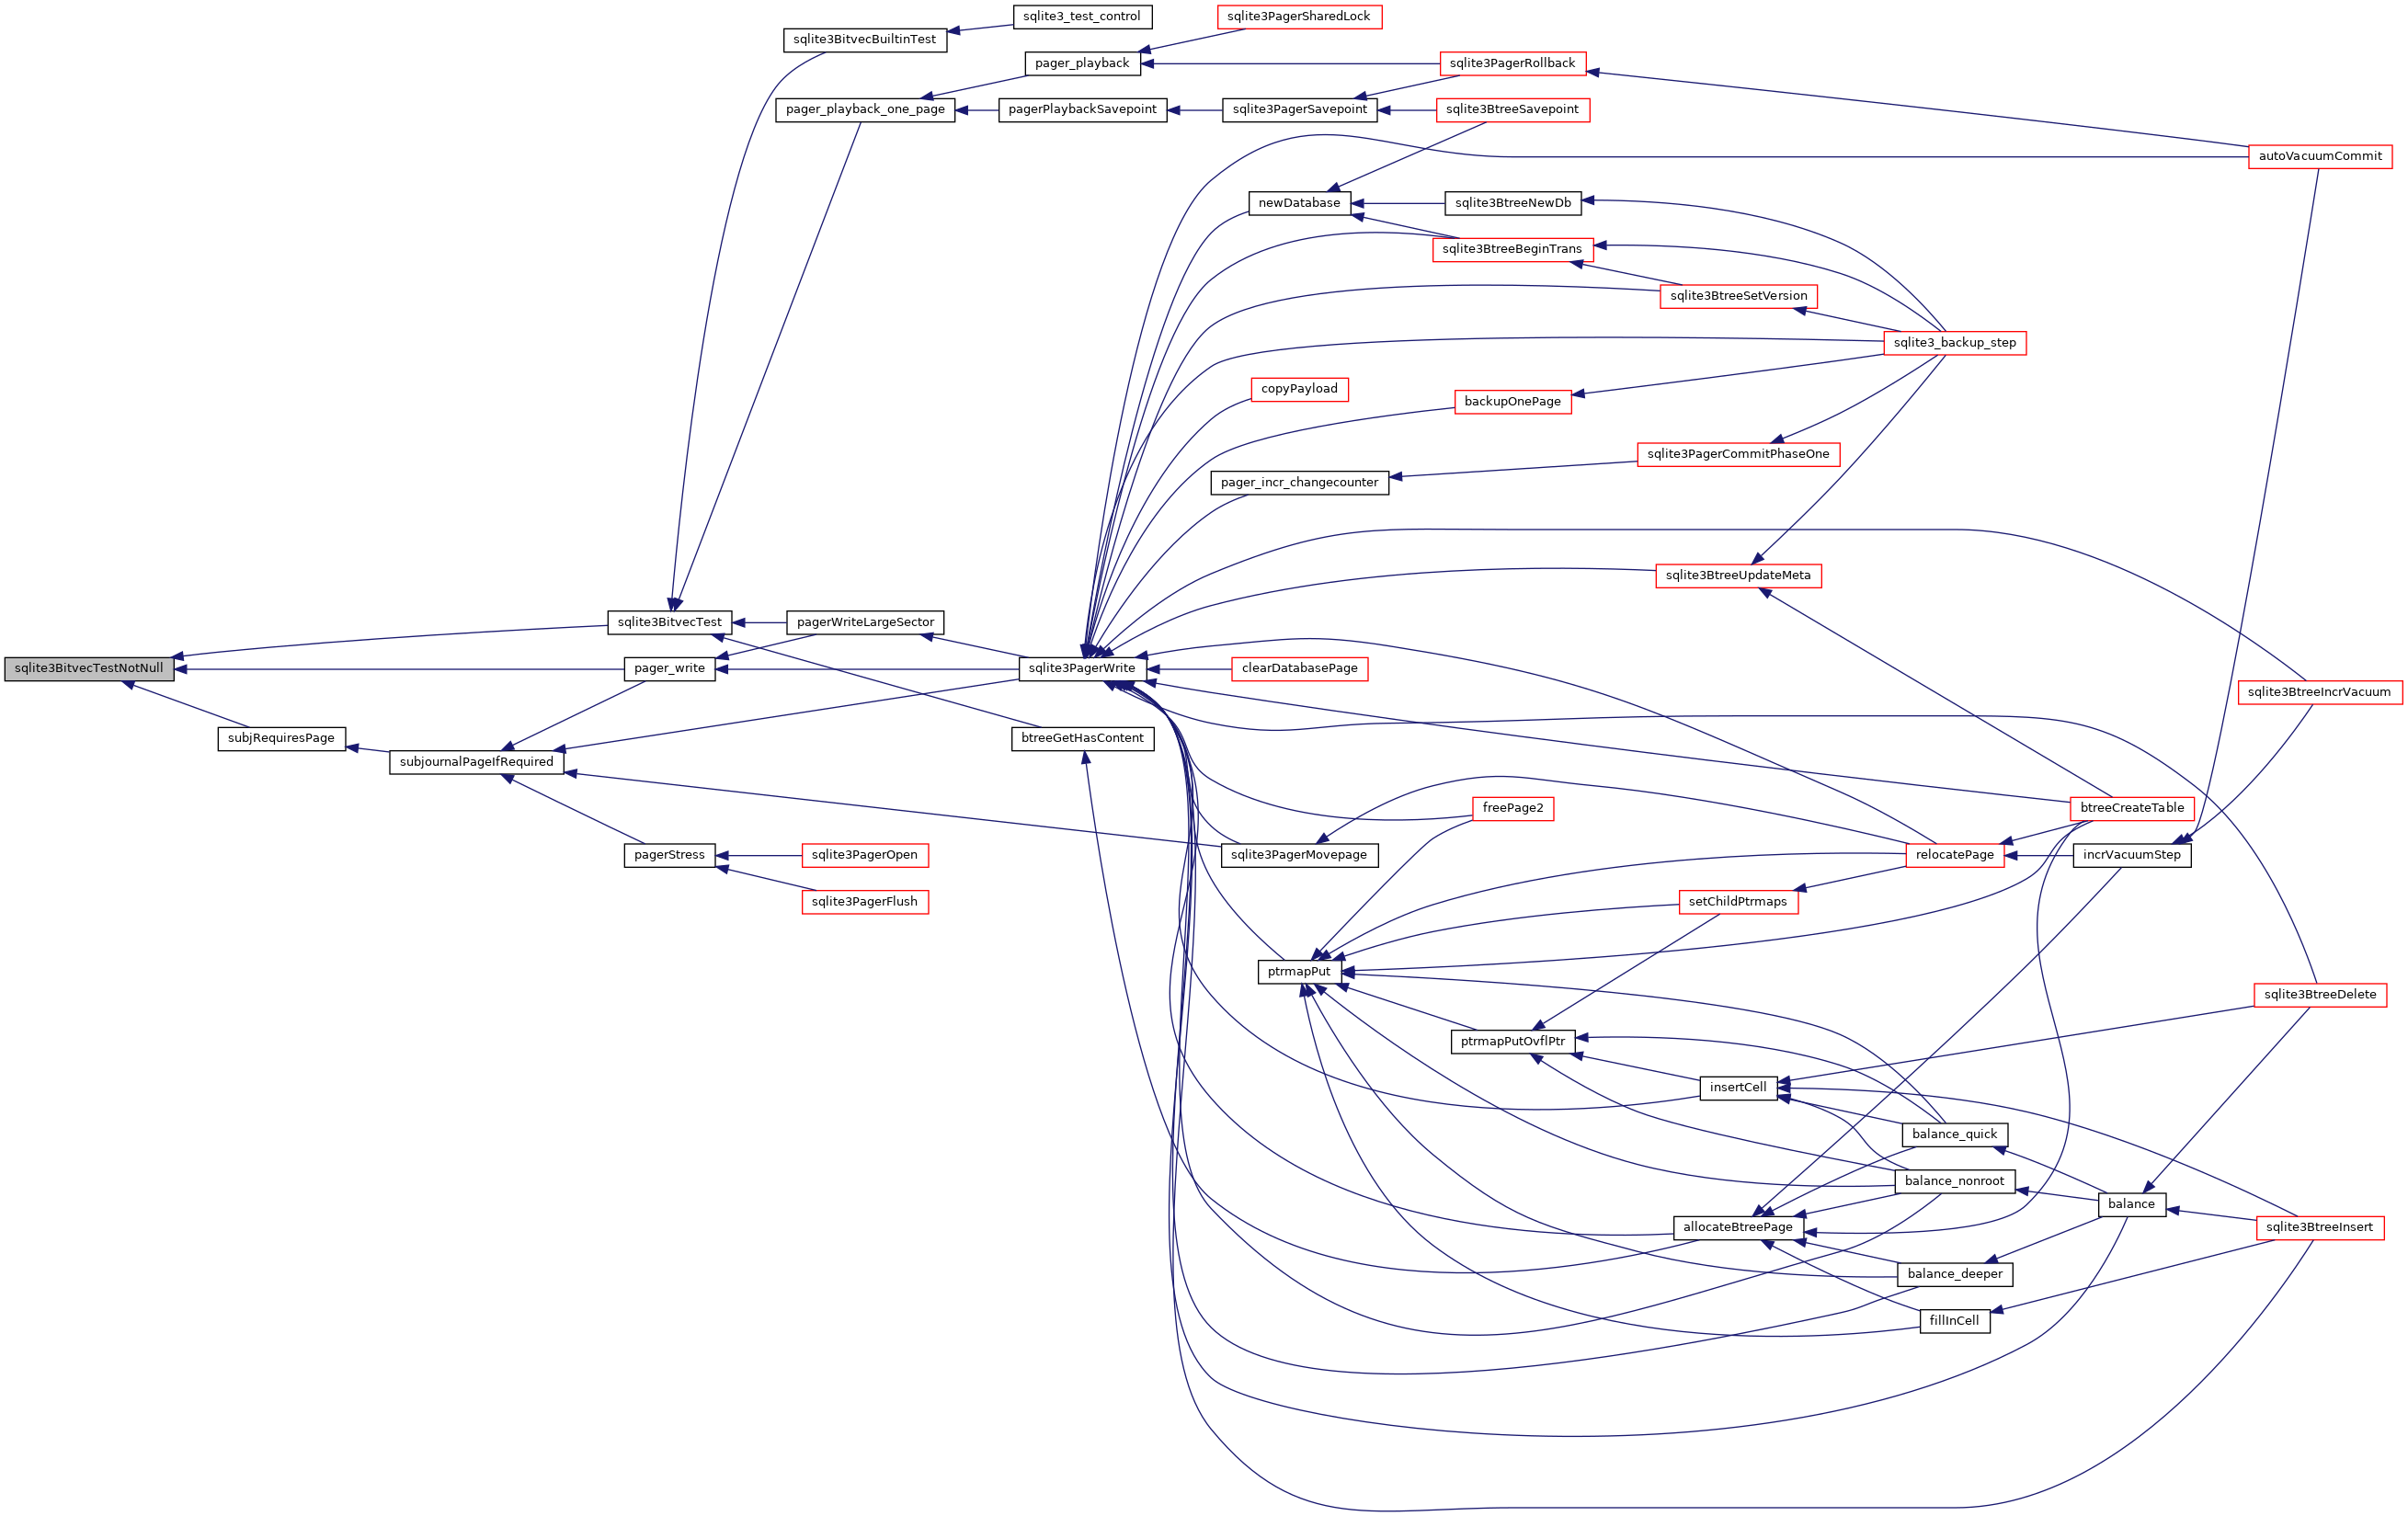 sqlite3_test_control
sqlite3PagerSharedLock
sqlite3BitvecBuiltinTest
pager_playback
sqlite3PagerRollback
pager_playback_one_page
pagerPlaybackSavepoint
sqlite3PagerSavepoint
sqlite3BtreeSavepoint
autoVacuumCommit
newDatabase
sqlite3BtreeNewDb
sqlite3BtreeBeginTrans
sqlite3BtreeSetVersion
sqlite3_backup_step
copyPayload
backupOnePage
sqlite3PagerCommitPhaseOne
pager_incr_changecounter
sqlite3BtreeUpdateMeta
sqlite3BitvecTest
pagerWriteLargeSector
sqlite3BitvecTestNotNull
pager_write
sqlite3PagerWrite
clearDatabasePage
sqlite3BtreeIncrVacuum
subjRequiresPage
btreeGetHasContent
subjournalPageIfRequired
freePage2
btreeCreateTable
pagerStress
sqlite3PagerOpen
sqlite3PagerMovepage
relocatePage
incrVacuumStep
sqlite3PagerFlush
setChildPtrmaps
ptrmapPut
sqlite3BtreeDelete
ptrmapPutOvflPtr
insertCell
balance_quick
balance_nonroot
balance
allocateBtreePage
sqlite3BtreeInsert
balance_deeper
fillInCell